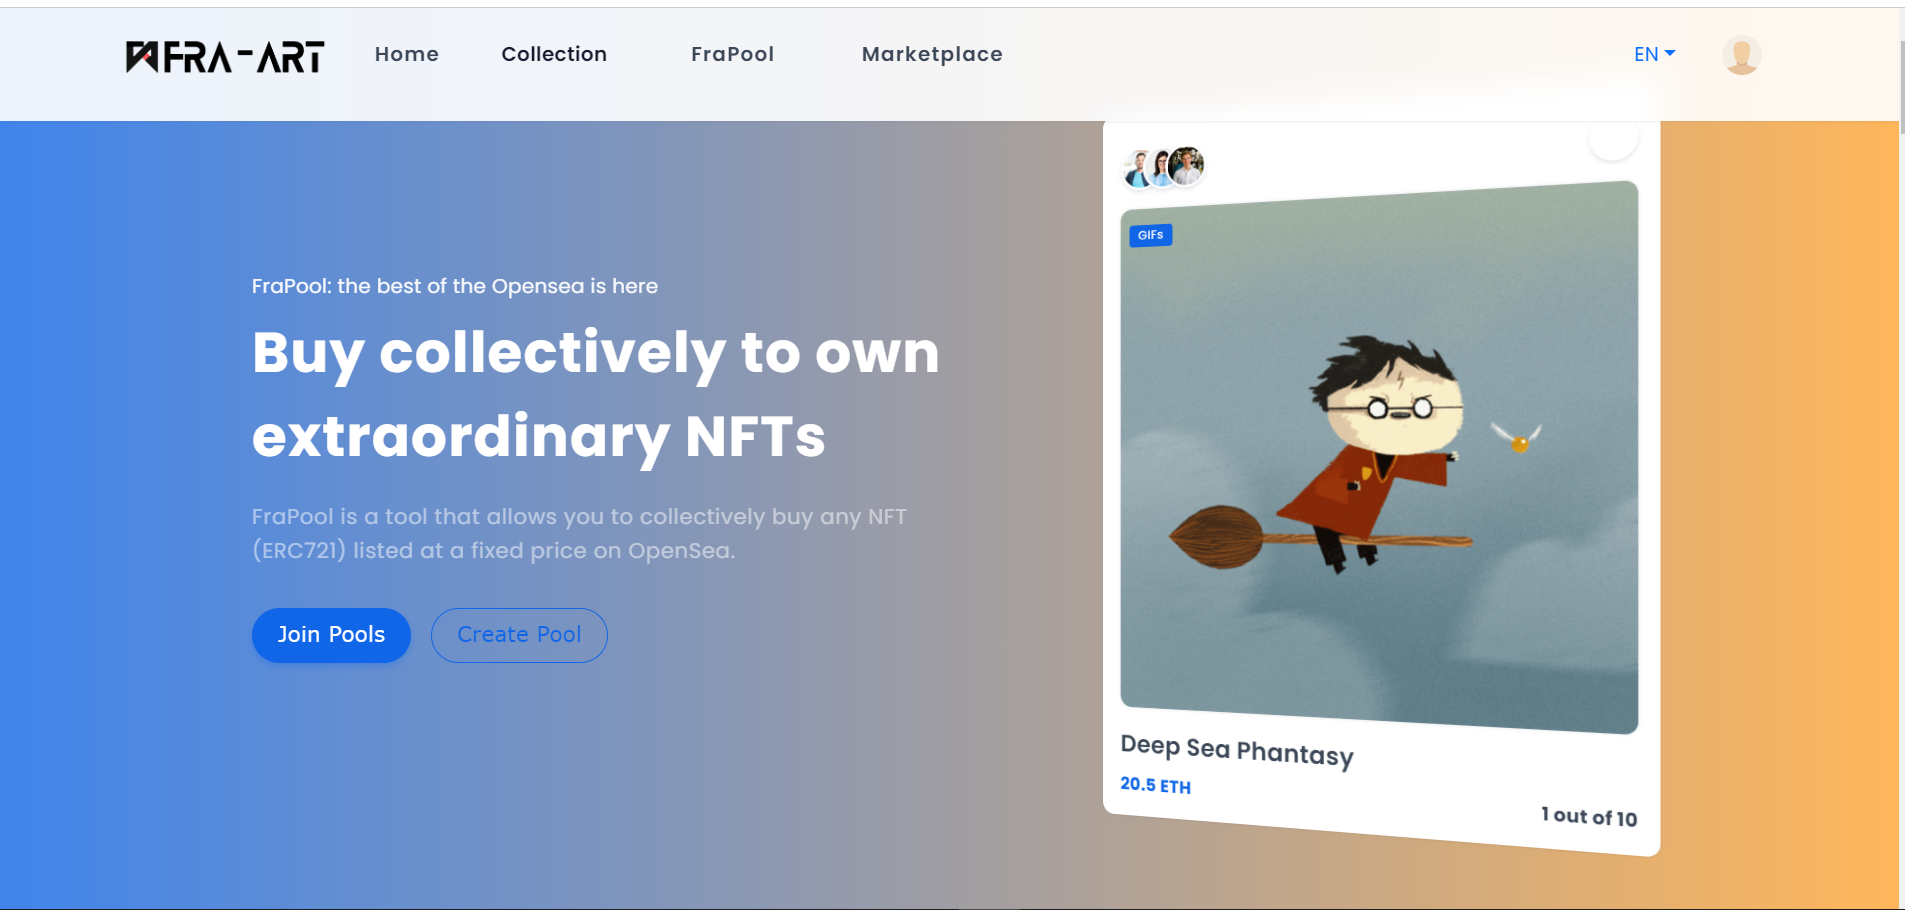 FRA-ART
Home
Collection
FraPool
Marketplace
EN
FraPool: the best of the Opensea is here
Buy collectively to own
extraordinary NFTs
FraPool is a tool that allows you to collectively buy any NFT
(ERC721) listed at a fixed price on OpenSea.
Join Pools
Create Pool
GIFs
Deep Sea Phantasy
20.5 ETH
1 out of 10